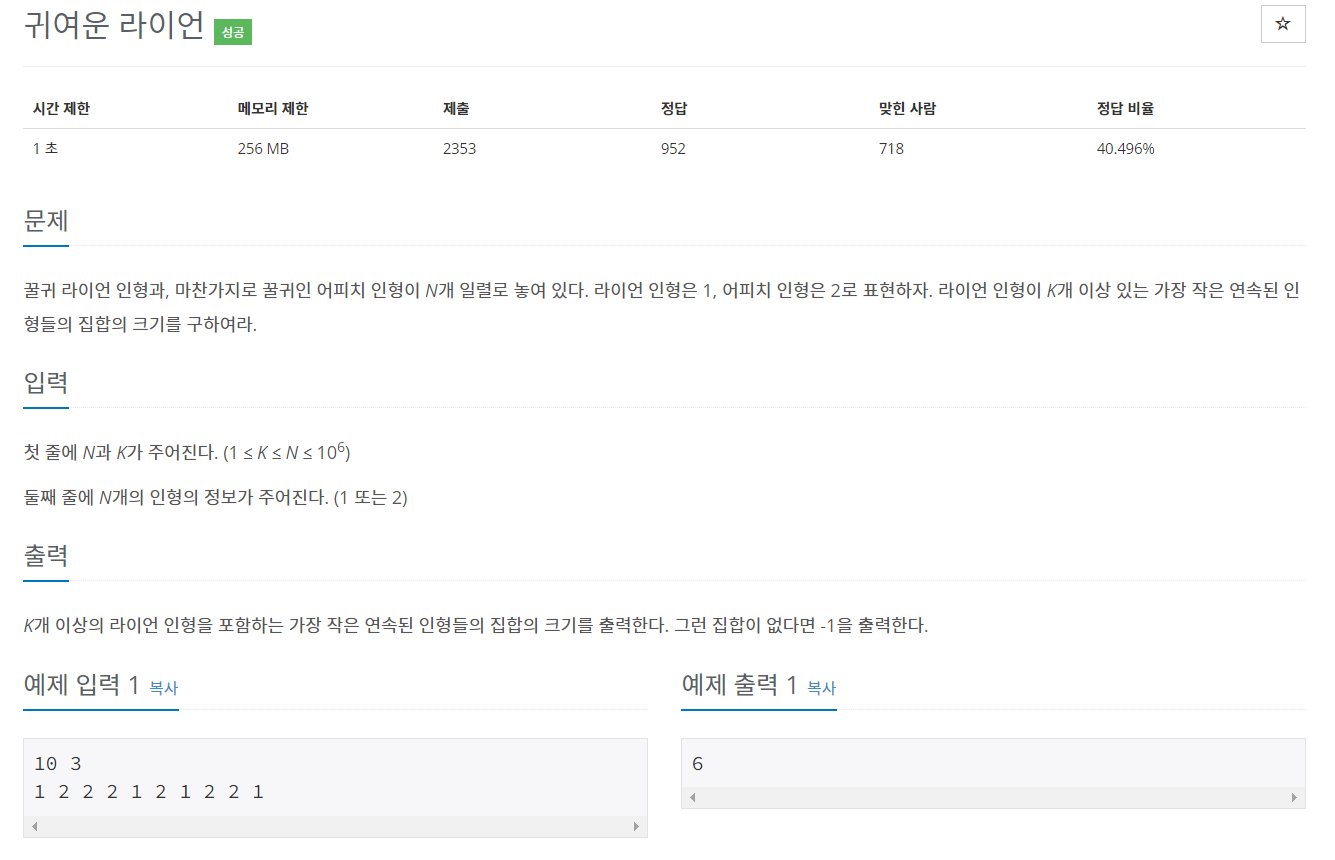 귀여운 라이언 성공
☆
시간 제한 메모리 제한 제출 정답 맞힌 사람 정답 비율
1 초 256 MB 2353 952 718 40.496%
문제
꿀귀 라이언 인형과, 마찬가지로 꿀귀인 어피치 인형이 N개 일렬로 놓여 있다. 라이언 인형은 1, 어피치 인형은 2로 표현하자. 라이언 인형이 K개 이상 있는 가장 작은 연속된 인
형들의 집합의 크기를 구하여라.
입력
첫 줄에 N과 K가 주어진다. (1 ≤ K ≤ N ≤ 10⁶)
둘째 줄에 N개의 인형의 정보가 주어진다. (1 또는 2)
출력
K개 이상의 라이언 인형을 포함하는 가장 작은 연속된 인형들의 집합의 크기를 출력한다. 그런 집합이 없다면 -1을 출력한다.
예제 입력 1 복사
10 3
1 2 2 2 1 2 1 2 2 1
예제 출력 1 복사
6